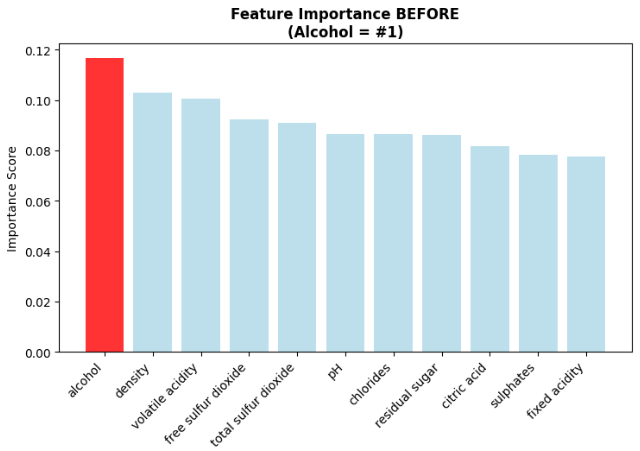 Feature Importance BEFORE
(Alcohol = #1)
Importance Score
0.12
0.10
0.08
0.06
0.04
0.02
0.00
alcohol
density
volatile acidity
free sulfur dioxide
total sulfur dioxide
pH
chlorides
residual sugar
citric acid
sulphates
fixed acidity